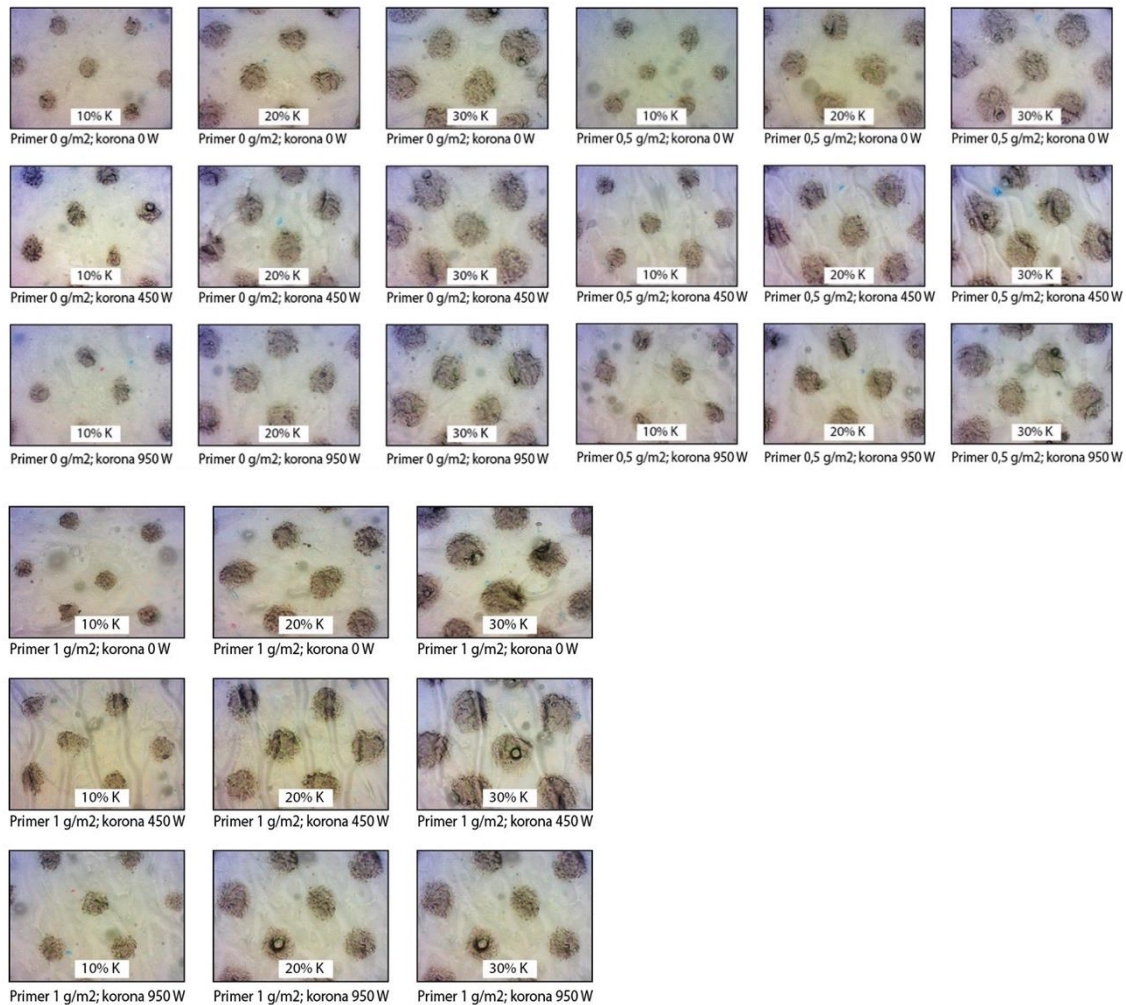 10% K
20% K
30% K
10% K
20% K
30% K
Primer 0 g/m2; korona 0 W
Primer 0 g/m2; korona 0 W
Primer 0 g/m2; korona 0 W
Primer 0,5 g/m2; korona 0 W
Primer 0,5 g/m2; korona 0 W
Primer 0,5 g/m2; korona 0 W
10% K
20% K
30% K
10% K
20% K
30% K
Primer 0 g/m2; korona 450 W
Primer 0 g/m2; korona 450 W
Primer 0 g/m2; korona 450 W
Primer 0,5 g/m2; korona 450 W
Primer 0,5 g/m2; korona 450 W
Primer 0,5 g/m2; korona 450 W
10% K
20% K
30% K
10% K
20% K
30% K
Primer 0 g/m2; korona 950 W
Primer 0 g/m2; korona 950 W
Primer 0 g/m2; korona 950 W
Primer 0,5 g/m2; korona 950 W
Primer 0,5 g/m2; korona 950 W
Primer 0,5 g/m2; korona 950 W
10% K
20% K
30% K
Primer 1 g/m2; korona 0 W
Primer 1 g/m2; korona 0 W
Primer 1 g/m2; korona 0 W
10% K
20% K
30% K
Primer 1 g/m2; korona 450 W
Primer 1 g/m2; korona 450 W
Primer 1 g/m2; korona 450 W
10% K
20% K
30% K
Primer 1 g/m2; korona 950 W
Primer 1 g/m2; korona 950 W
Primer 1 g/m2; korona 950 W